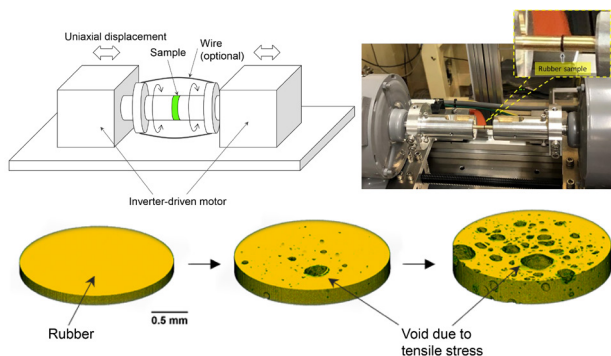 Uniaxial displacement
Sample
Wire
(optional)
Rubber sample
Inverter-driven motor
Rubber
0.5 mm
Void due to
tensile stress